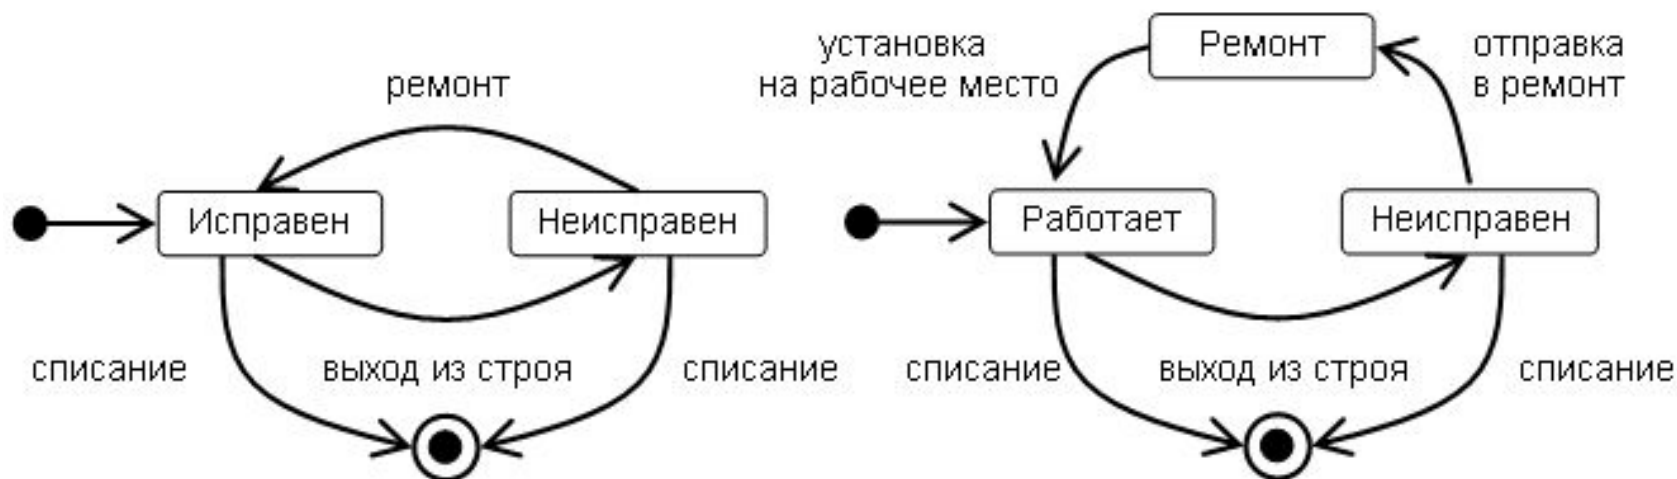 ремонт
Исправен
Неисправен
списание
выход из строя
списание
установка
на рабочее место
Ремонт
отправка
в ремонт
Работает
Неисправен
списание
выход из строя
списание